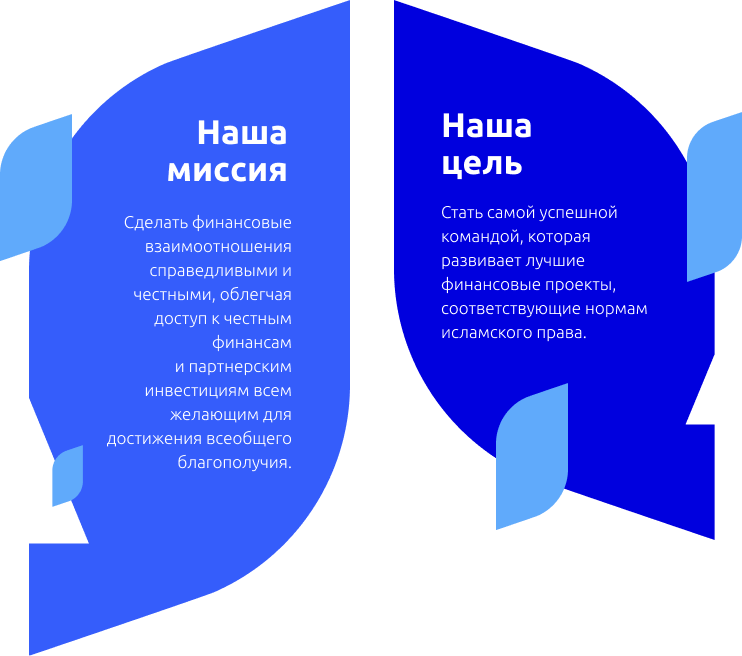 Наша
миссия
Сделать финансовые
взаимоотношения
справедливыми и
честными, облегчая
доступ к честным
финансам
и партнерским
инвестициям всем
желающим для
достижения всеобщего
благополучия.
Наша
цель
Стать самой успешной
командой, которая
развивает лучшие
финансовые проекты,
соответствующие нормам
исламского права.